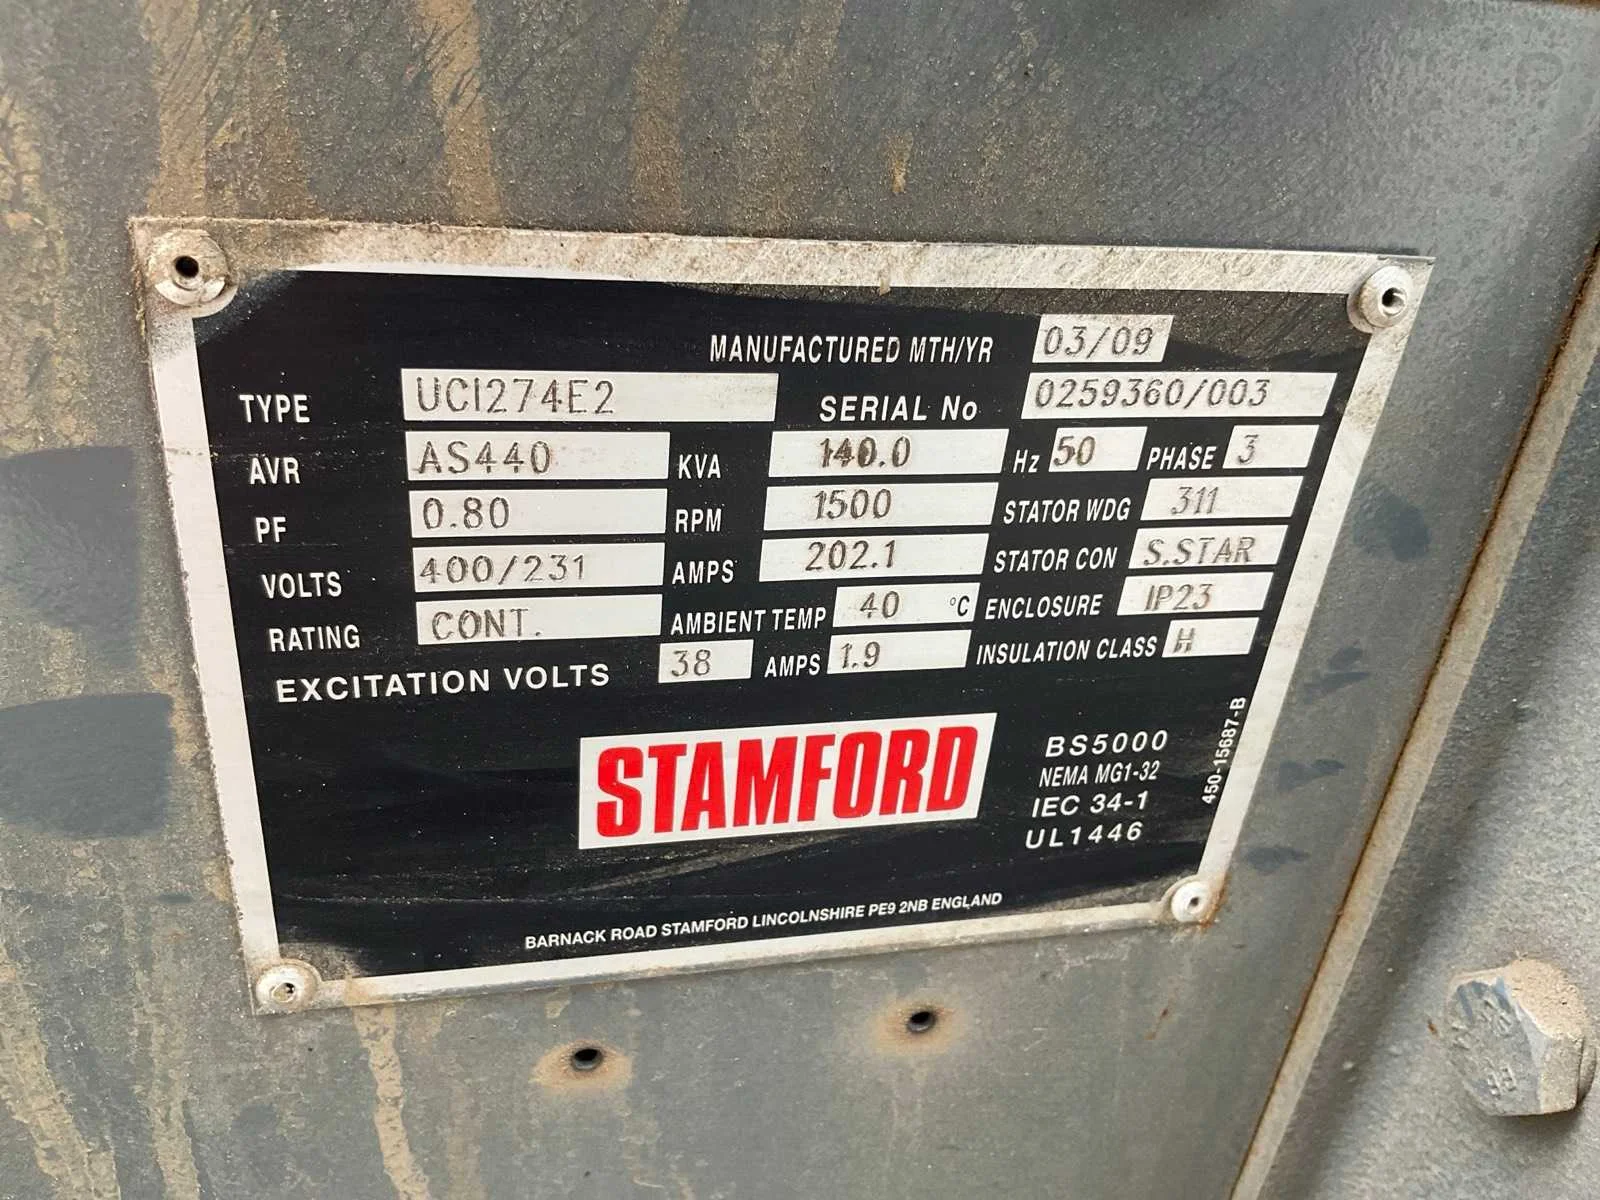 MANUFACTURED MTH/YR 03/09
TYPE UCI274E2 SERIAL No 0259360/003
AVR AS440 KVA 140.0 Hz 50 PHASE 3
PF 0.80 RPM 1500 STATOR WDG 311
VOLTS 400/231 AMPS 202.1 STATOR CON S.STAR
RATING CONT. AMBIENT TEMP 40 °C ENCLOSURE IP23
EXCITATION VOLTS 38 AMPS 1.9 INSULATION CLASS H
STAMFORD
BS5000
NEMA MG1-32
IEC 34-1
UL1446
450-15687-B
BARNACK ROAD STAMFORD LINCOLNSHIRE PE9 2NB ENGLAND